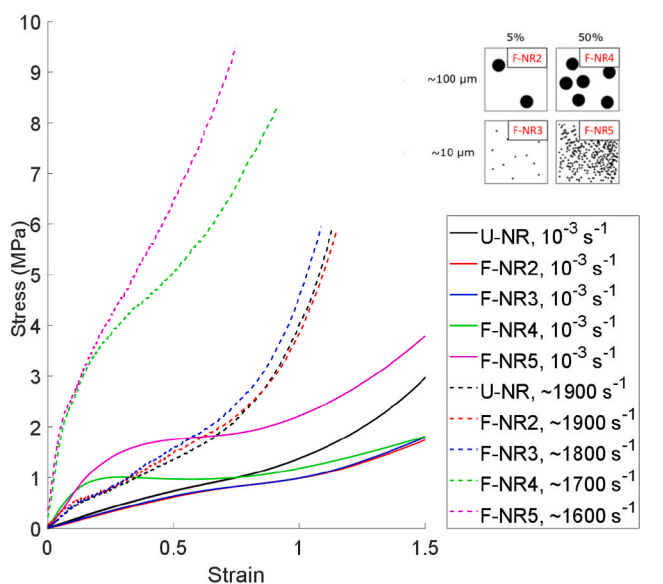 5%
50%
~100 μm
F-NR2
F-NR4
~10 μm
F-NR3
F-NR5
10
9
8
7
6
5
4
3
2
1
0
Stress (MPa)
0
0.5
1
1.5
Strain
U-NR, 10⁻³ s⁻¹
F-NR2, 10⁻³ s⁻¹
F-NR3, 10⁻³ s⁻¹
F-NR4, 10⁻³ s⁻¹
F-NR5, 10⁻³ s⁻¹
U-NR, ~1900 s⁻¹
F-NR2, ~1900 s⁻¹
F-NR3, ~1800 s⁻¹
F-NR4, ~1700 s⁻¹
F-NR5, ~1600 s⁻¹